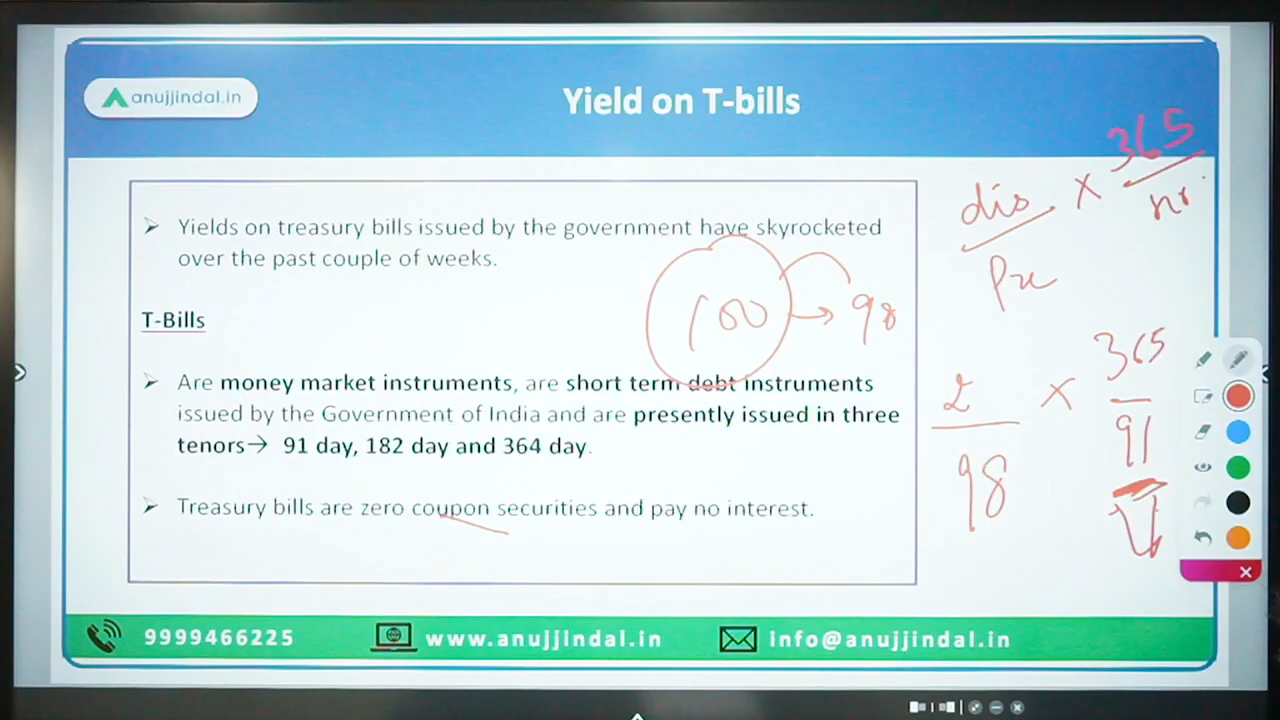 anujjindal.in
Yield on T-bills
dis × 365
Px nr.
➢ Yields on treasury bills issued by the government have skyrocketed
over the past couple of weeks.
100 → 98
T-Bills
➢ Are money market instruments, are short term debt instruments
issued by the Government of India and are presently issued in three
tenors→ 91 day, 182 day and 364 day.
2 × 365
98 91
➢ Treasury bills are zero coupon securities and pay no interest.
9999466225
www.anujjindal.in
info@anujjindal.in